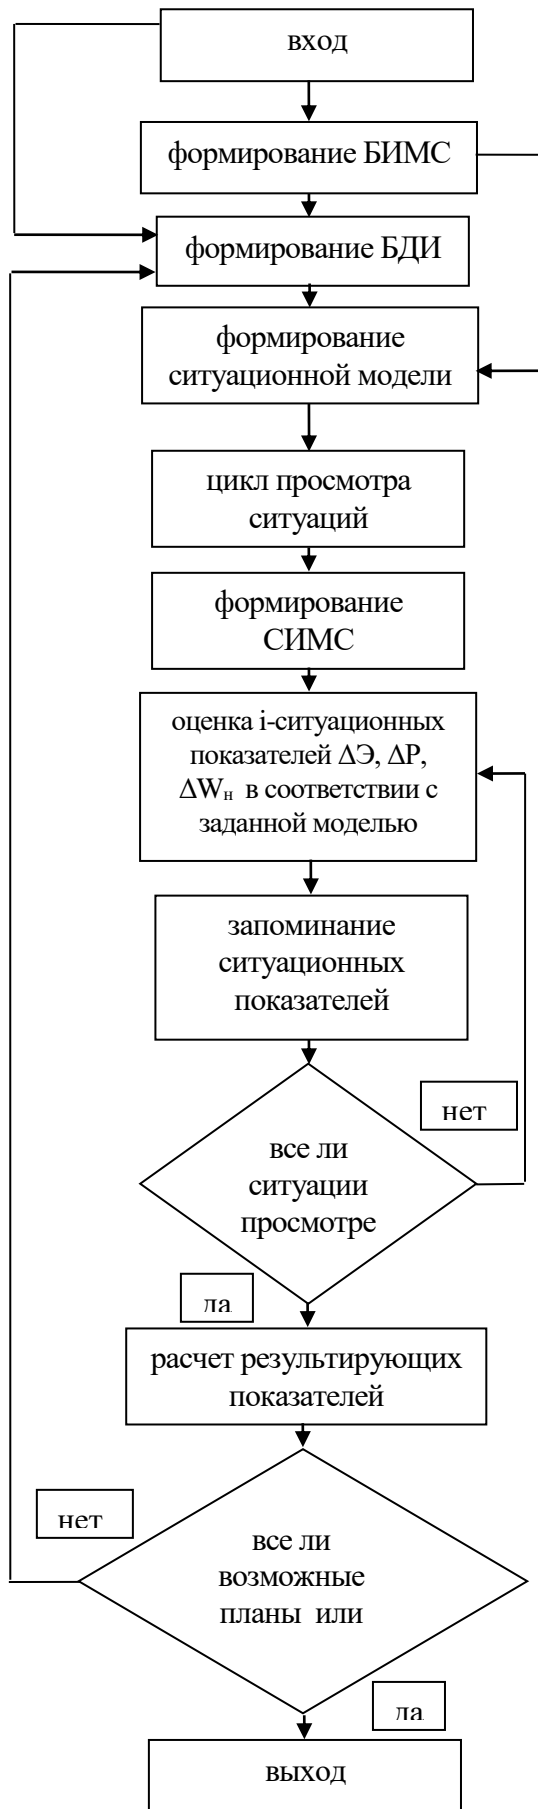 вход
формирование БИМС
формирование БДИ
формирование
ситуационной модели
цикл просмотра
ситуаций
формирование
СИМС
оценка i-ситуационных
показателей ΔЭ, ΔР,
ΔWн в соответствии с
заданной моделью
запоминание
ситуационных
показателей
нет
все ли
ситуации
просмотре
да
расчет результирующих
показателей
нет
все ли
возможные
планы или
да
выход